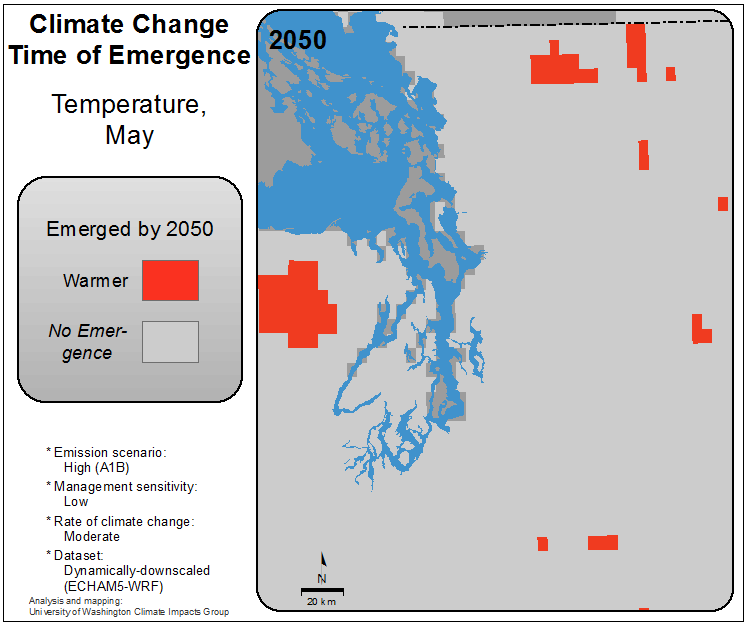 Climate Change
Time of Emergence
Temperature,
May
Emerged by 2050
Warmer
No Emer-
gence
* Emission scenario:
High (A1B)
* Management sensitivity:
Low
* Rate of climate change:
Moderate
* Dataset:
Dynamically-downscaled
(ECHAM5-WRF)
Analysis and mapping:
University of Washington Climate Impacts Group
2050
N
20 km